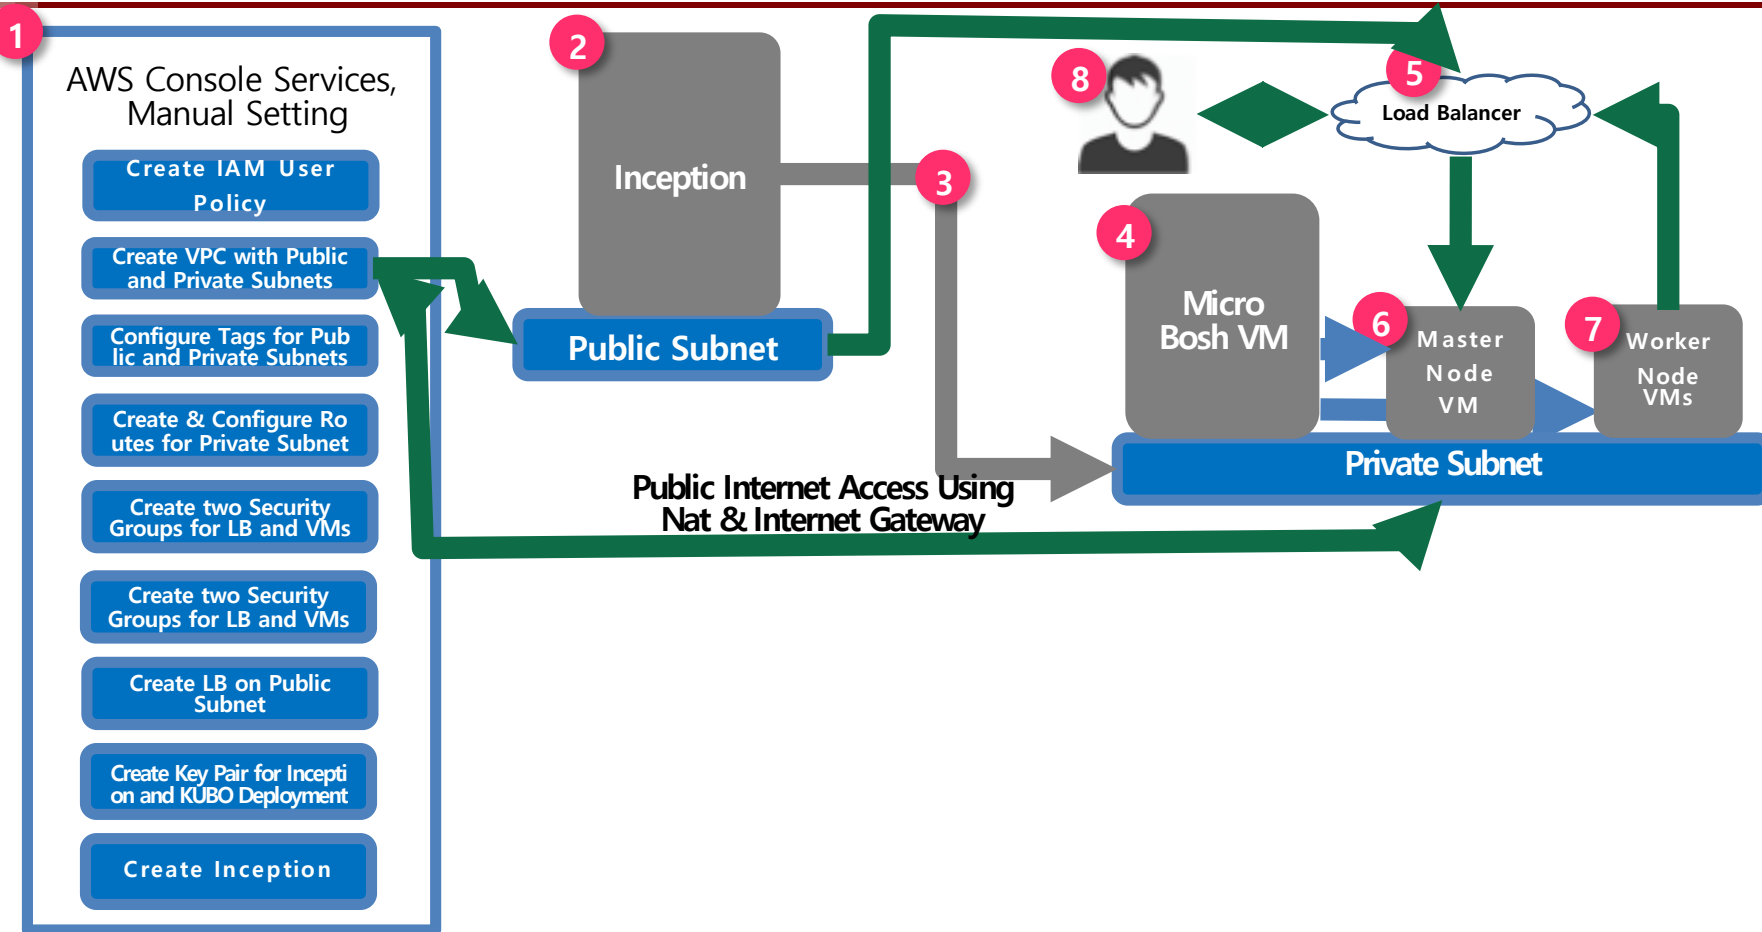 1
AWS Console Services,
Manual Setting
Create IAM User
Policy
Create VPC with Public
and Private Subnets
Configure Tags for Pub
lic and Private Subnets
Create & Configure Ro
utes for Private Subnet
Create two Security
Groups for LB and VMs
Create two Security
Groups for LB and VMs
Create LB on Public
Subnet
Create Key Pair for Incepti
on and KUBO Deployment
Create Inception
2
Inception
Public Subnet
3
Public Internet Access Using
Nat & Internet Gateway
4
Micro
Bosh VM
5
Load Balancer
6
Master
Node
VM
7
Worker
Node
VMs
8
Private Subnet